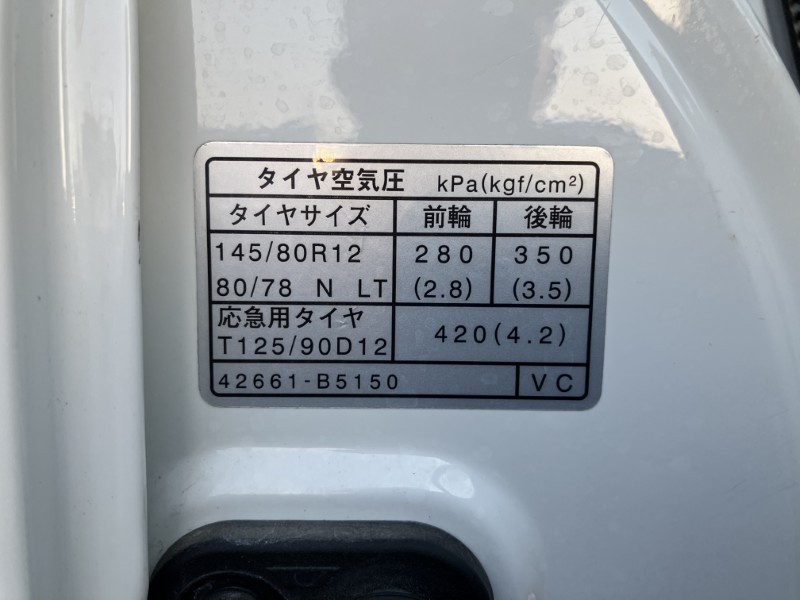 タイヤ空気圧 kPa(kgf/cm²)
タイヤサイズ 前輪 後輪
145/80R12 280 350
80/78 N LT (2.8) (3.5)
応急用タイヤ 420(4.2)
T125/90D12
42661-B5150 VC